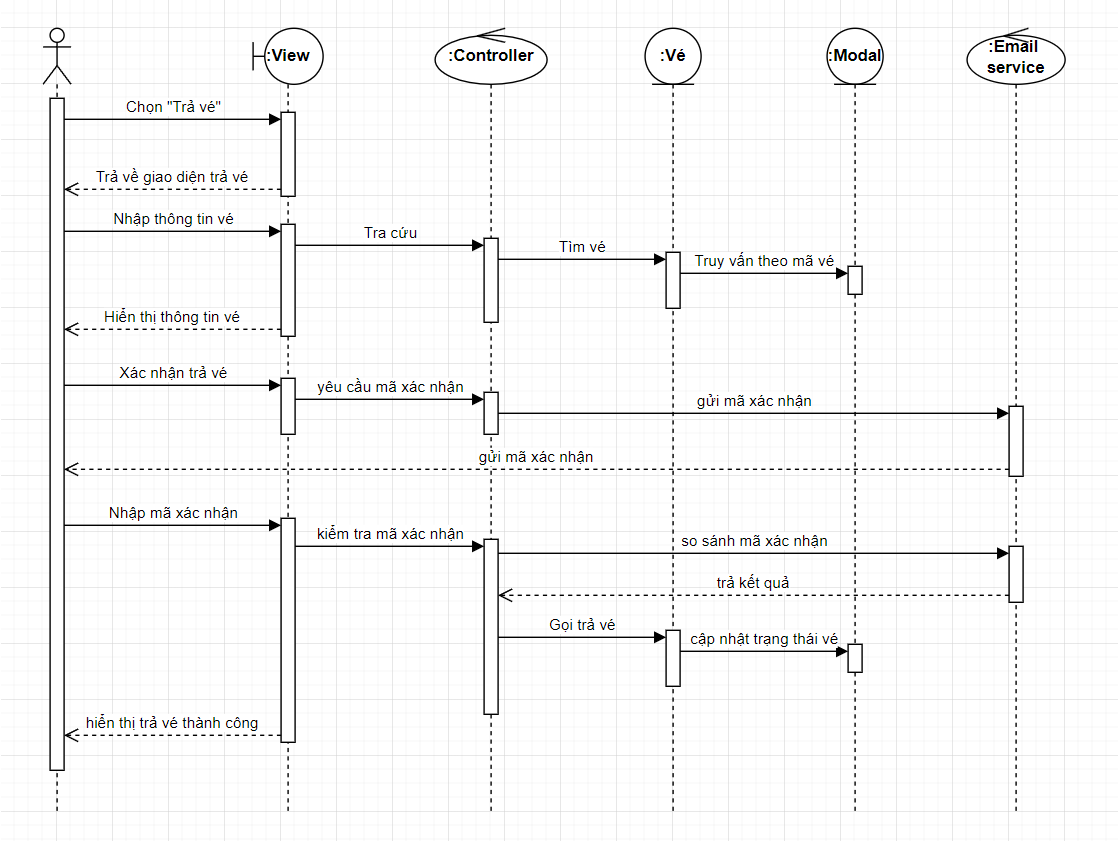 :View
:Controller
:Vé
:Modal
:Email
service
Chọn "Trả vé"
Trả về giao diện trả vé
Nhập thông tin vé
Tra cứu
Tìm vé
Truy vấn theo mã vé
Hiển thị thông tin vé
Xác nhận trả vé
yêu cầu mã xác nhận
gửi mã xác nhận
gửi mã xác nhận
Nhập mã xác nhận
kiểm tra mã xác nhận
so sánh mã xác nhận
trả kết quả
Gọi trả vé
cập nhật trạng thái vé
hiển thị trả vé thành công